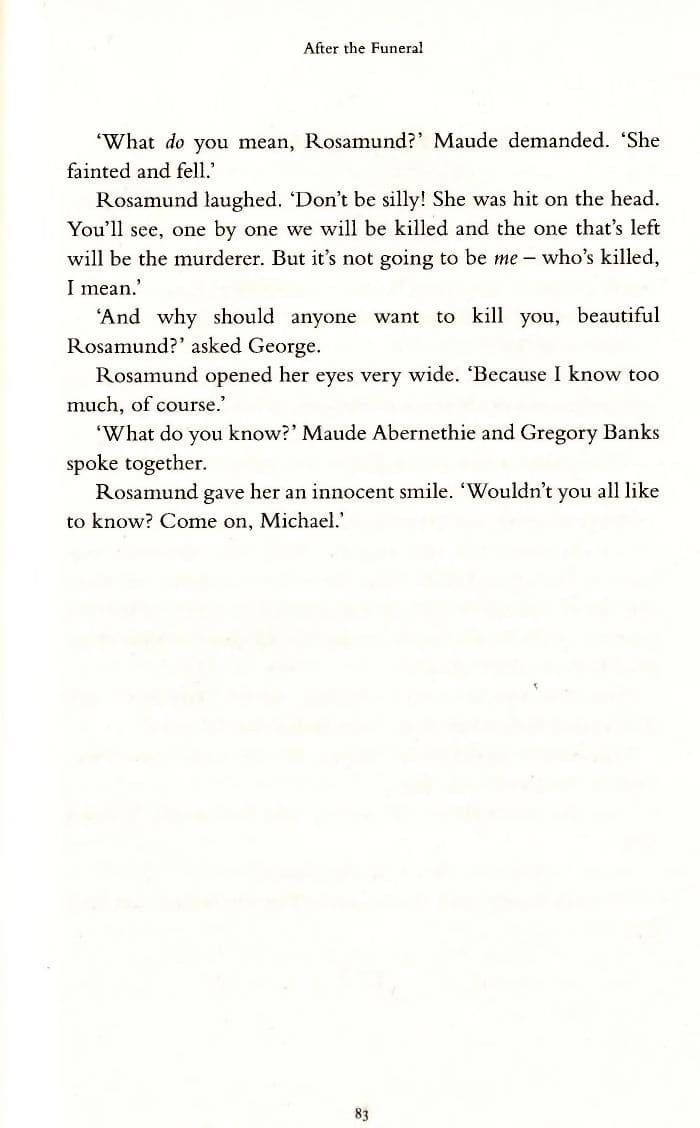 After the Funeral
‘What do you mean, Rosamund?’ Maude demanded. ‘She
fainted and fell.’
Rosamund laughed. ‘Don’t be silly! She was hit on the head.
You’ll see, one by one we will be killed and the one that’s left
will be the murderer. But it’s not going to be me – who’s killed,
I mean.’
‘And why should anyone want to kill you, beautiful
Rosamund?’ asked George.
Rosamund opened her eyes very wide. ‘Because I know too
much, of course.’
‘What do you know?’ Maude Abernethie and Gregory Banks
spoke together.
Rosamund gave her an innocent smile. ‘Wouldn’t you all like
to know? Come on, Michael.’
83